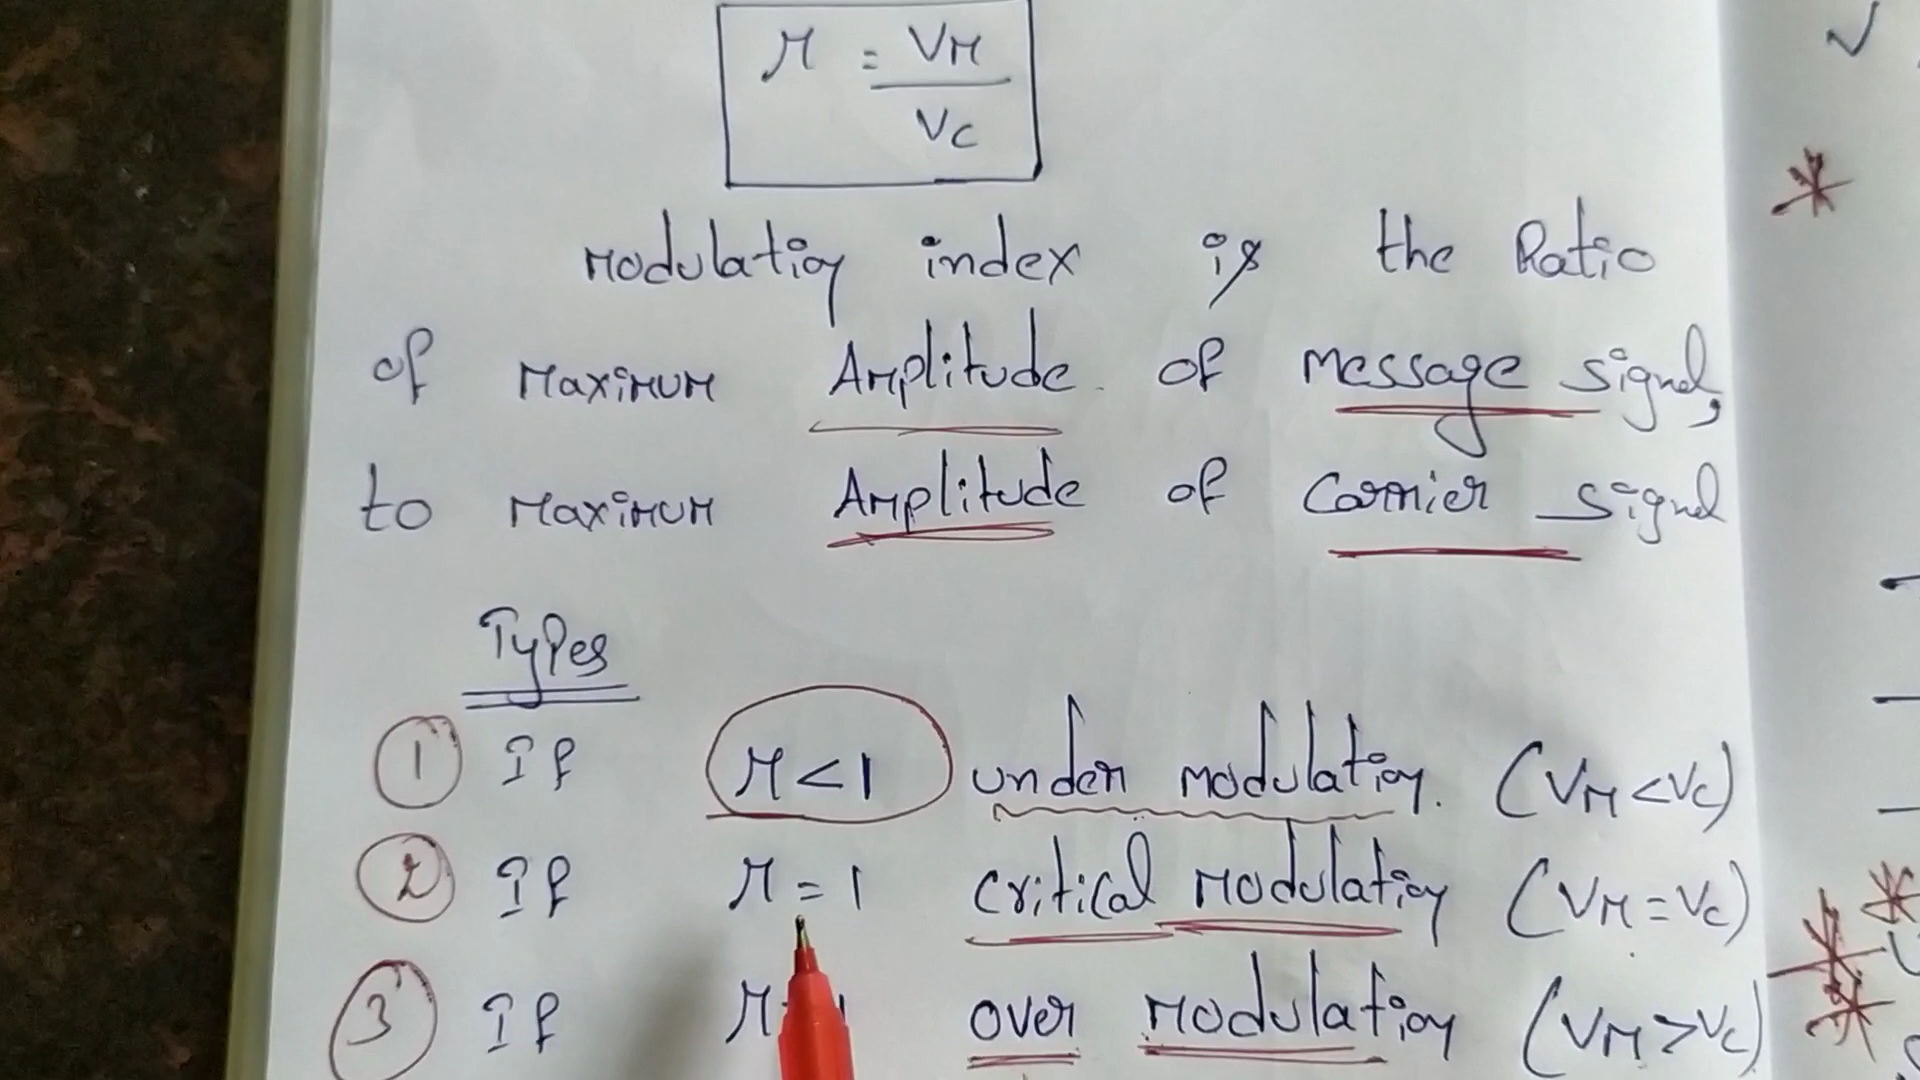 μ = VM
VC
Modulation index is the Ratio
of Maximum Amplitude of Message signal,
to Maximum Amplitude of Carrier signal
Types
1 If μ<1 under modulation. (VM<VC)
2 If μ=1 Critical Modulation (VM=VC)
3 If μ 1 over Modulation (VM>VC)